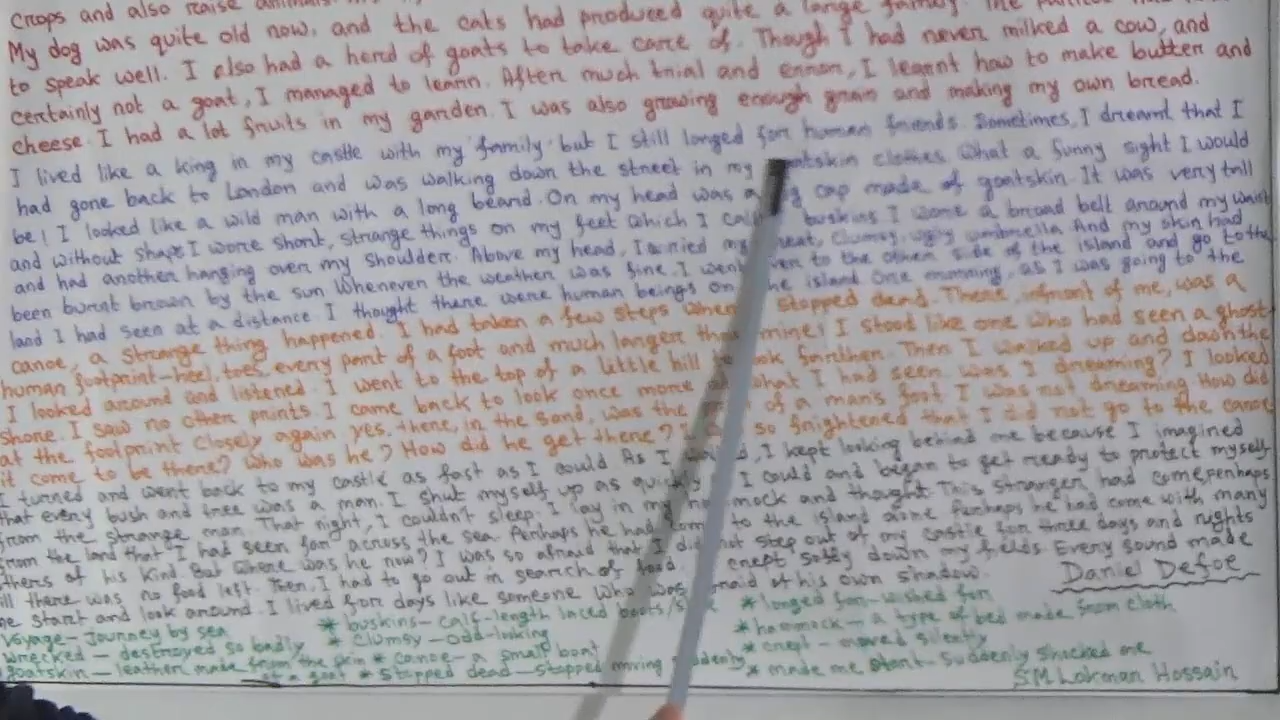 crops and also raise
My dog was quite old now, and the cats had produced quite a large family. The
to speak well. I also had a herd of goats to take care of. Though I had never milked a cow, and
certainly not a goat, I managed to learn. After much trial and error, I learnt how to make butter and
cheese. I had a lot fruits in my garden. I was also growing enough grain and making my own bread.
I lived like a king in my castle with my family but I still longed for human friends. Sometimes, I dreamt that I
had gone back to London and was walking down the street in my clothes What a funny sight I would
be! I looked like a wild man with a long beard. On my head was a cap made of goatskin. It was very tall
and without shape I wore short, strange things on my feet which I buskins I wore a broad belt around my waist
and had another hanging over my shoulder. Above my head, I carried my clumsy, ugly umbrella And my skin had
been burnt brown by the sun Whenever the weather was fine, I went to the other side of the island and go to the
land I had seen at a distance. I thought there were human beings on the island One morning, as I was going to the
canoe, a strange thing happened. I had taken a few steps when stopped dead. There, infront of me, was a
human footprint-heel, toes, every part of a foot and much larger than mine! I stood like one who had seen a ghost
I looked around and listened. I went to the top of a little hill to look farther. Then I walked up and down the
shore. I saw no other prints. I came back to look once more at what I had seen. Was I dreaming? I looked
at the footprint closely again yes, there, in the sand, was the of a man's foot I was not dreaming How did
it come to be there? Who was he? How did he get there? I so frightened that I did not go to the canoe
I turned and went back to my castle as fast as I could As I I kept looking behind me because I imagined
that every bush and tree was a man. I shut myself up as quickly I could and began to get ready to protect myself
from the strange man. That night, I couldn't sleep. I lay in my hammock and thought. This stranger had come, perhaps
from the land that I had seen far across the sea. Perhaps he had come to the island alone Perhaps he had come with many
thers of his kind. But where was he now? I was so afraid that I did not step out of my castle for three days and nights
ill there was no food left. Then, I had to go out in search of food. crept softly down my fields. Every sound made
me start and look around. I lived for days like someone who was afraid of his own shadow.
Daniel Defoe
Voyage – Journey by sea * buskins – calf-length laced boots/ * longed for – wished for
wrecked – destroyed so badly * Clumsy – odd-looking * hammock – a type of bed made from cloth
goatskin – leather made from the skin of a goat * canoe – a small boat * crept – moved silently
* stopped dead – stopped moving suddenly * made me start – suddenly shocked me
S.M Lokman Hossain